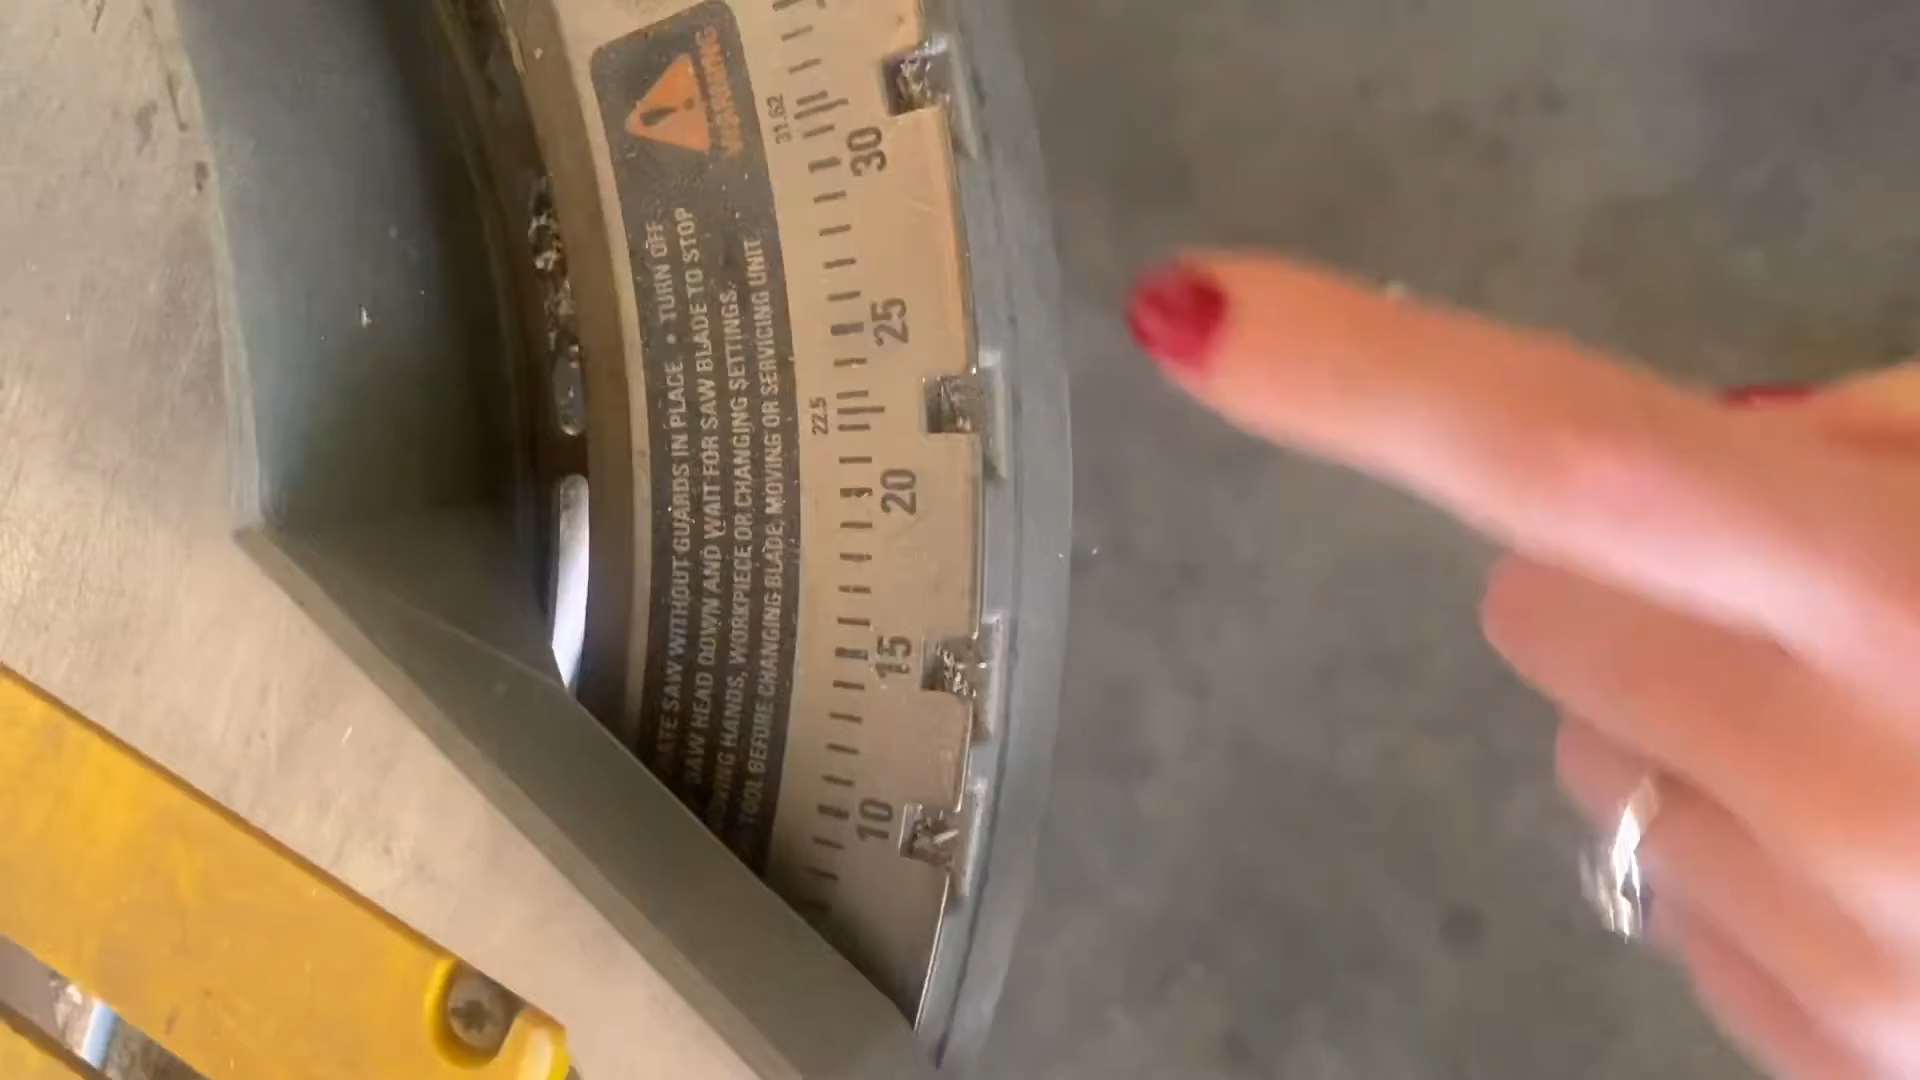 WARNING
• TURN OFF
ATE SAW WITHOUT GUARDS IN PLACE.
SAW HEAD DOWN AND WAIT FOR SAW BLADE TO STOP
VING HANDS, WORKPIECE OR CHANGING SETTINGS.
TOOL BEFORE CHANGING BLADE, MOVING OR SERVICING UNIT.
31.62
30
25
22.5
20
15
10